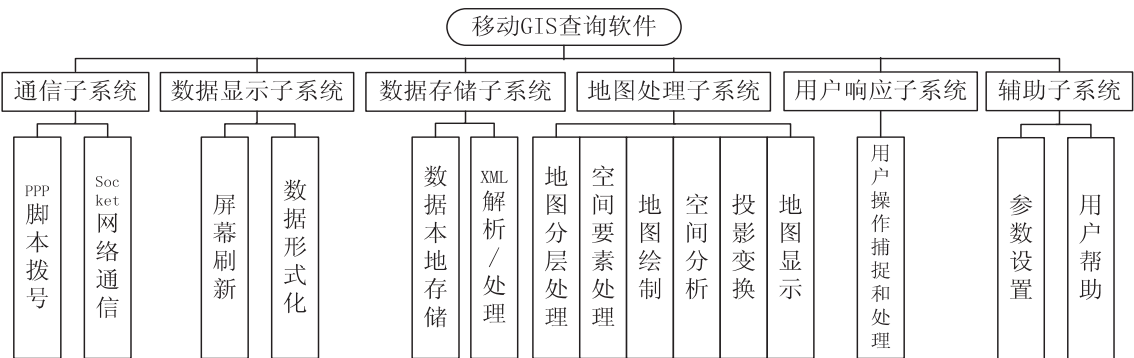 移动GIS查询软件
通信子系统
数据显示子系统
数据存储子系统
地图处理子系统
用户响应子系统
辅助子系统
PPP脚本拨号
Socket网络通信
屏幕刷新
数据形式化
数据本地存储
XML解析/处理
地图分层处理
空间要素处理
地图绘制
空间分析
投影变换
地图显示
用户操作捕捉和处理
参数设置
用户帮助